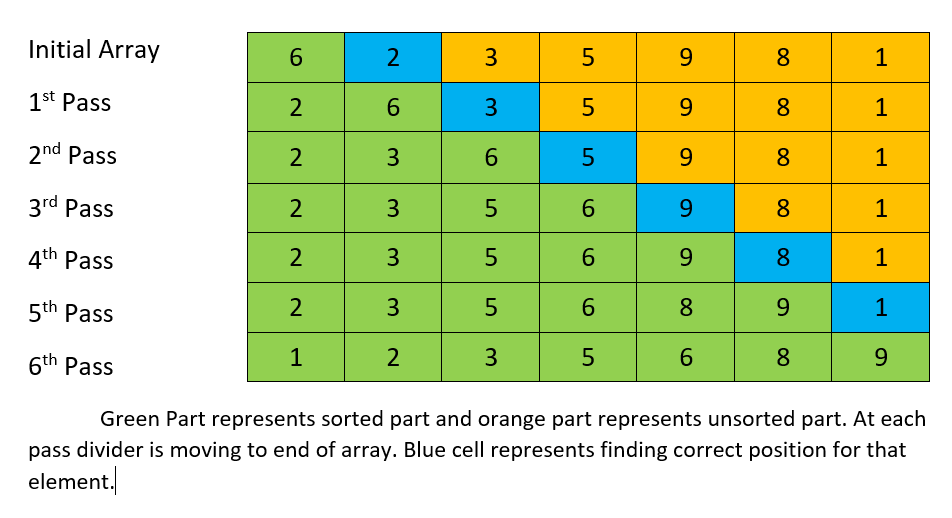 Initial Array 6 2 3 5 9 8 1
1st Pass 2 6 3 5 9 8 1
2nd Pass 2 3 6 5 9 8 1
3rd Pass 2 3 5 6 9 8 1
4th Pass 2 3 5 6 9 8 1
5th Pass 2 3 5 6 8 9 1
6th Pass 1 2 3 5 6 8 9
Green Part represents sorted part and orange part represents unsorted part. At each
pass divider is moving to end of array. Blue cell represents finding correct position for that
element.